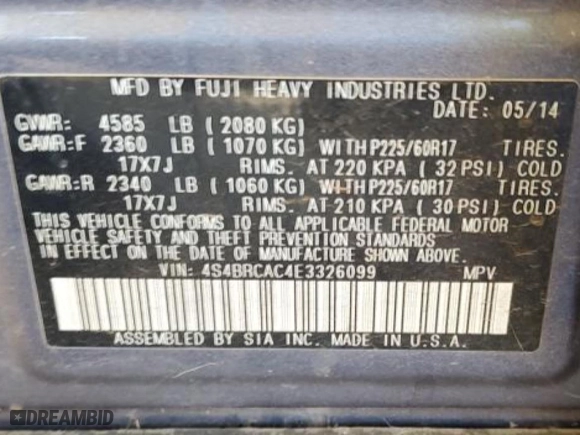 MFD BY FUJI HEAVY INDUSTRIES LTD.
DATE: 05/14
GVWR: 4585 LB ( 2080 KG)
GAWR:F 2360 LB ( 1070 KG) WITH P225/60R17 TIRES.
17X7J RIMS. AT 220 KPA ( 32 PSI) COLD
GAWR:R 2340 LB ( 1060 KG) WITH P225/60R17 TIRES.
17X7J RIMS. AT 210 KPA ( 30 PSI) COLD
THIS VEHICLE CONFORMS TO ALL APPLICABLE FEDERAL MOTOR
VEHICLE SAFETY AND THEFT PREVENTION STANDARDS
IN EFFECT ON THE DATE OF MANUFACTURE SHOWN ABOVE.
VIN: 4S4BRCAC4E3326099 MPV
ASSEMBLED BY SIA INC. MADE IN U.S.A.
DREAMBID